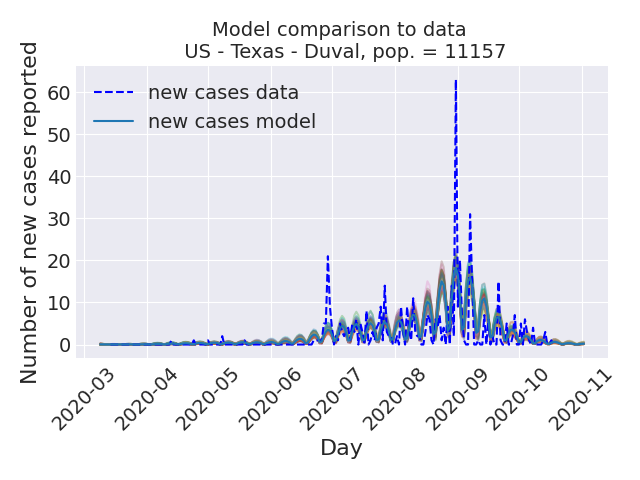 Model comparison to data
US - Texas - Duval, pop. = 11157
Number of new cases reported
60
50
40
30
20
10
0
new cases data
new cases model
2020-03
2020-04
2020-05
2020-06
2020-07
2020-08
2020-09
2020-10
2020-11
Day